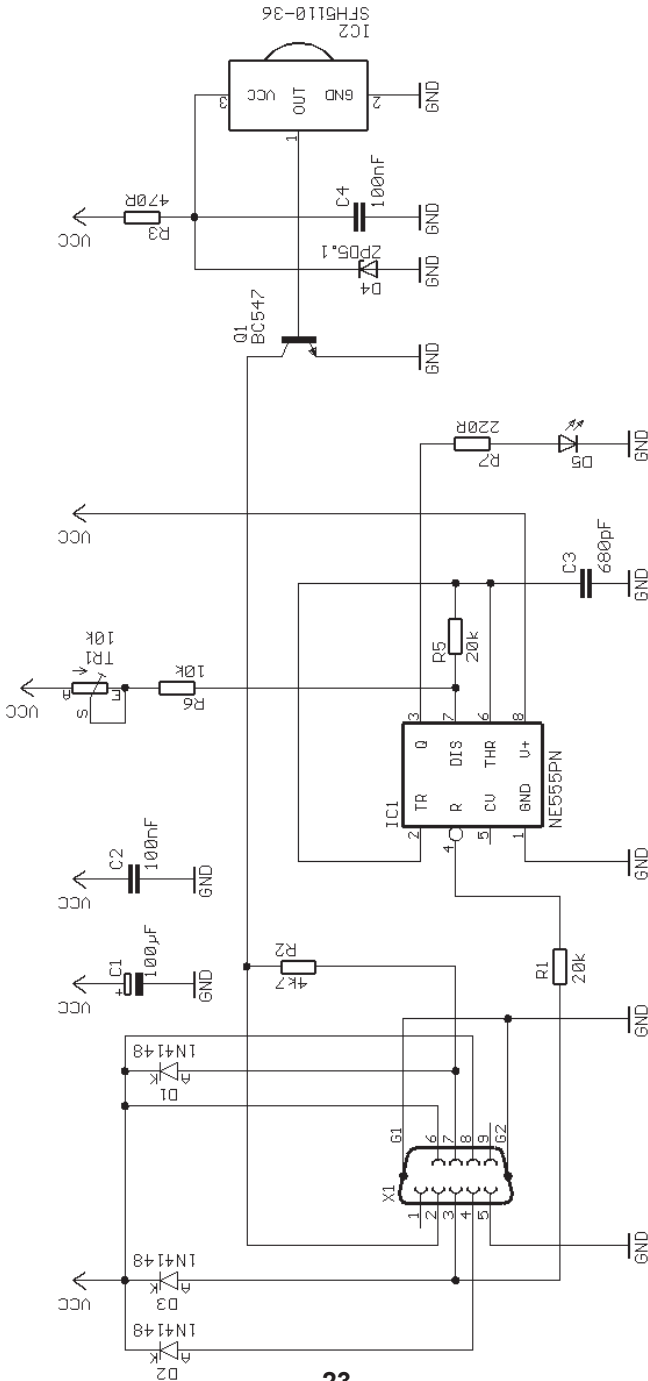 SFH5110-36
IC2
3
VCC
OUT
GND
2
1
GND
VCC
470R
R3
C4
100nF
GND
ZPD5.1
D4
GND
Q1
BC547
GND
220R
R7
D5
GND
VCC
C3
680pF
GND
R5
20k
VCC
10k
TR1
A
S
E
10k
R6
3
7
6
8
Q
DIS
THR
V+
TR
R
CV
GND
IC1
NE555PN
2
4
5
1
GND
VCC
C2
100nF
GND
VCC
+
C1
100µF
GND
R2
4k7
R1
20k
GND
1N4148
K
A
D1
G1
6
7
8
9
G2
X1
1
2
3
4
5
GND
VCC
1N4148
K
A
D3
1N4148
K
A
D2
23